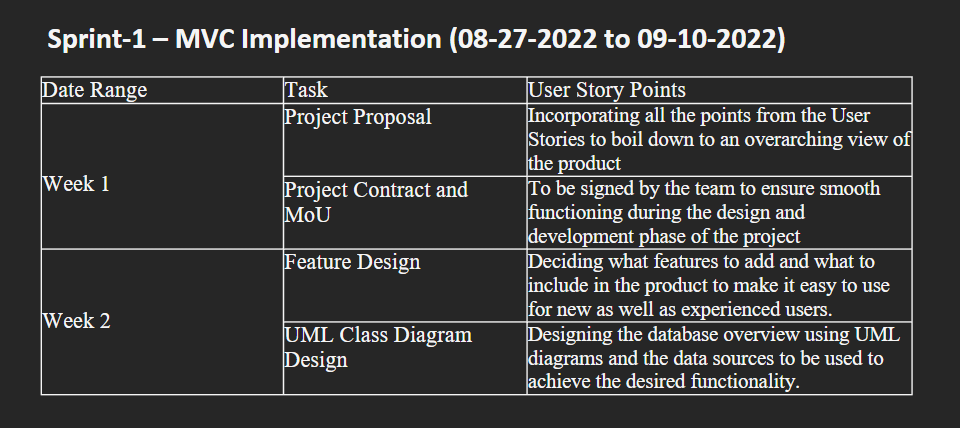 Sprint-1 – MVC Implementation (08-27-2022 to 09-10-2022)
Date Range
Task
User Story Points
Week 1
Project Proposal
Incorporating all the points from the User
Stories to boil down to an overarching view of
the product
Project Contract and
MoU
To be signed by the team to ensure smooth
functioning during the design and
development phase of the project
Week 2
Feature Design
Deciding what features to add and what to
include in the product to make it easy to use
for new as well as experienced users.
UML Class Diagram
Design
Designing the database overview using UML
diagrams and the data sources to be used to
achieve the desired functionality.